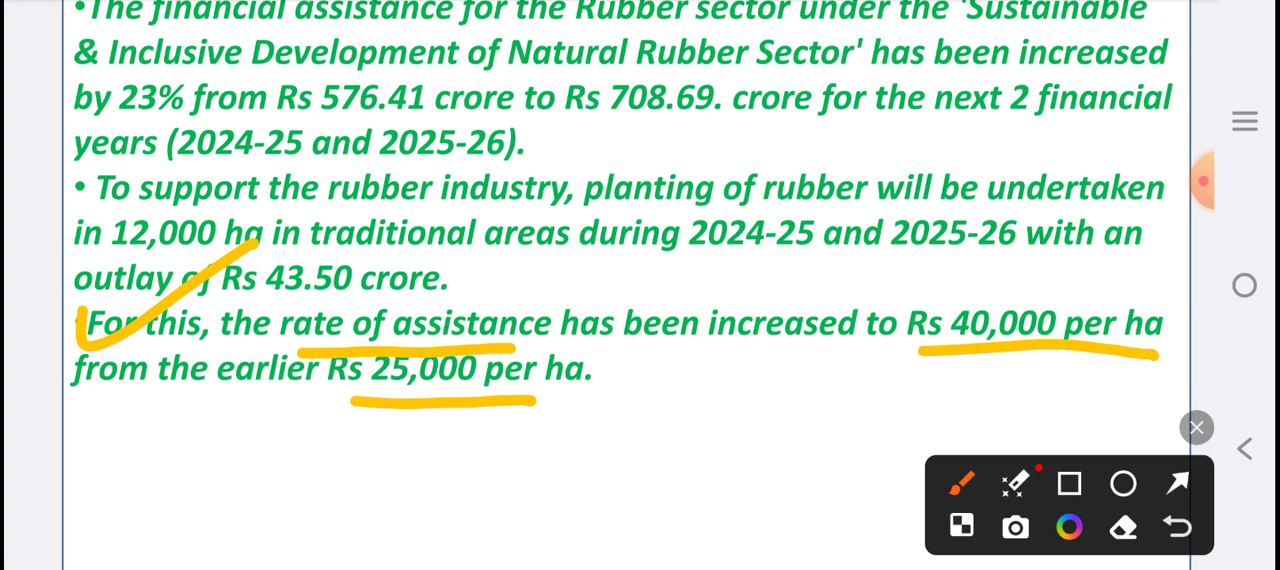 •The financial assistance for the Rubber sector under the 'Sustainable
& Inclusive Development of Natural Rubber Sector' has been increased
by 23% from Rs 576.41 crore to Rs 708.69. crore for the next 2 financial
years (2024-25 and 2025-26).
• To support the rubber industry, planting of rubber will be undertaken
in 12,000 ha in traditional areas during 2024-25 and 2025-26 with an
outlay of Rs 43.50 crore.
•For this, the rate of assistance has been increased to Rs 40,000 per ha
from the earlier Rs 25,000 per ha.